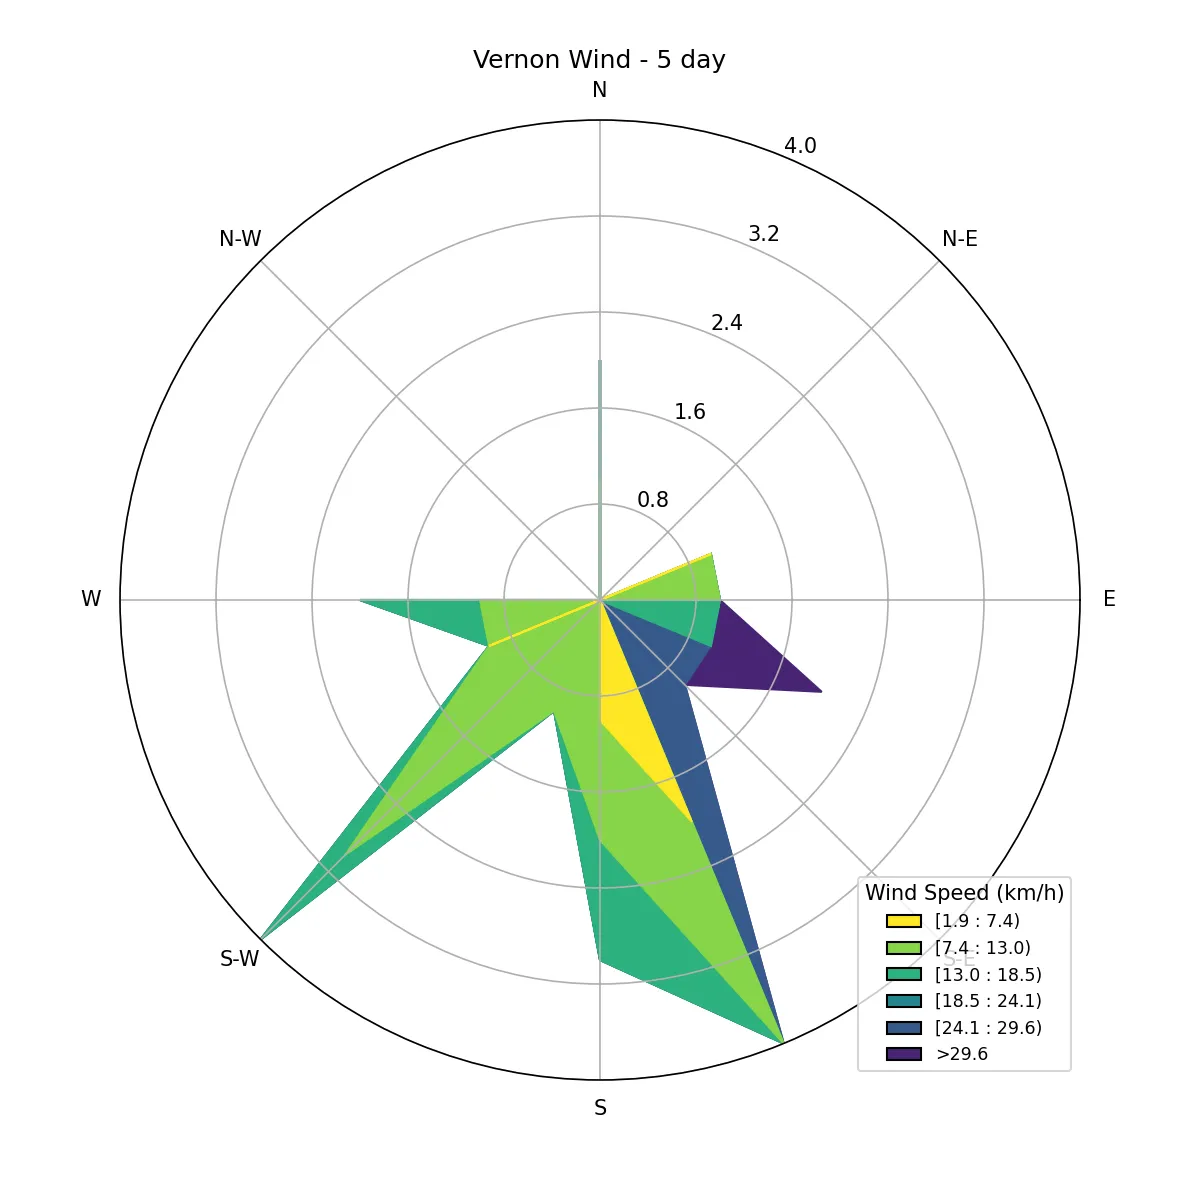 Vernon Wind - 5 day
N
4.0
N-W
3.2
N-E
2.4
1.6
0.8
W
E
Wind Speed (km/h)
[1.9 : 7.4)
[7.4 : 13.0)
S-W
S-E
[13.0 : 18.5)
[18.5 : 24.1)
[24.1 : 29.6)
>29.6
S